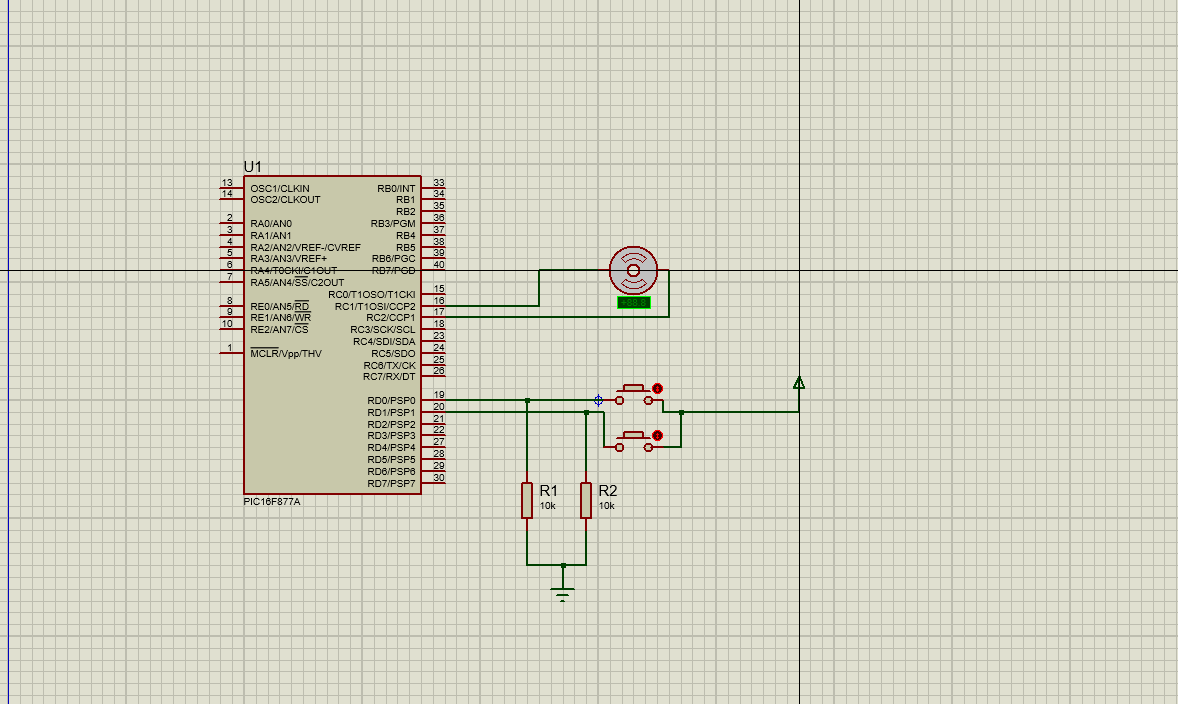 U1
13 OSC1/CLKIN
14 OSC2/CLKOUT
2 RA0/AN0
3 RA1/AN1
4 RA2/AN2/VREF-/CVREF
5 RA3/AN3/VREF+
6 RA4/T0CKI/C1OUT
7 RA5/AN4/SS/C2OUT
8 RE0/AN5/RD
9 RE1/AN6/WR
10 RE2/AN7/CS
1 MCLR/Vpp/THV
RB0/INT 33
RB1 34
RB2 35
RB3/PGM 36
RB4 37
RB5 38
RB6/PGC 39
RB7/PGD 40
RC0/T1OSO/T1CKI 15
RC1/T1OSI/CCP2 16
RC2/CCP1 17
RC3/SCK/SCL 18
RC4/SDI/SDA 23
RC5/SDO 24
RC6/TX/CK 25
RC7/RX/DT 26
RD0/PSP0 19
RD1/PSP1 20
RD2/PSP2 21
RD3/PSP3 22
RD4/PSP4 27
RD5/PSP5 28
RD6/PSP6 29
RD7/PSP7 30
PIC16F877A
R1
10k
R2
10k